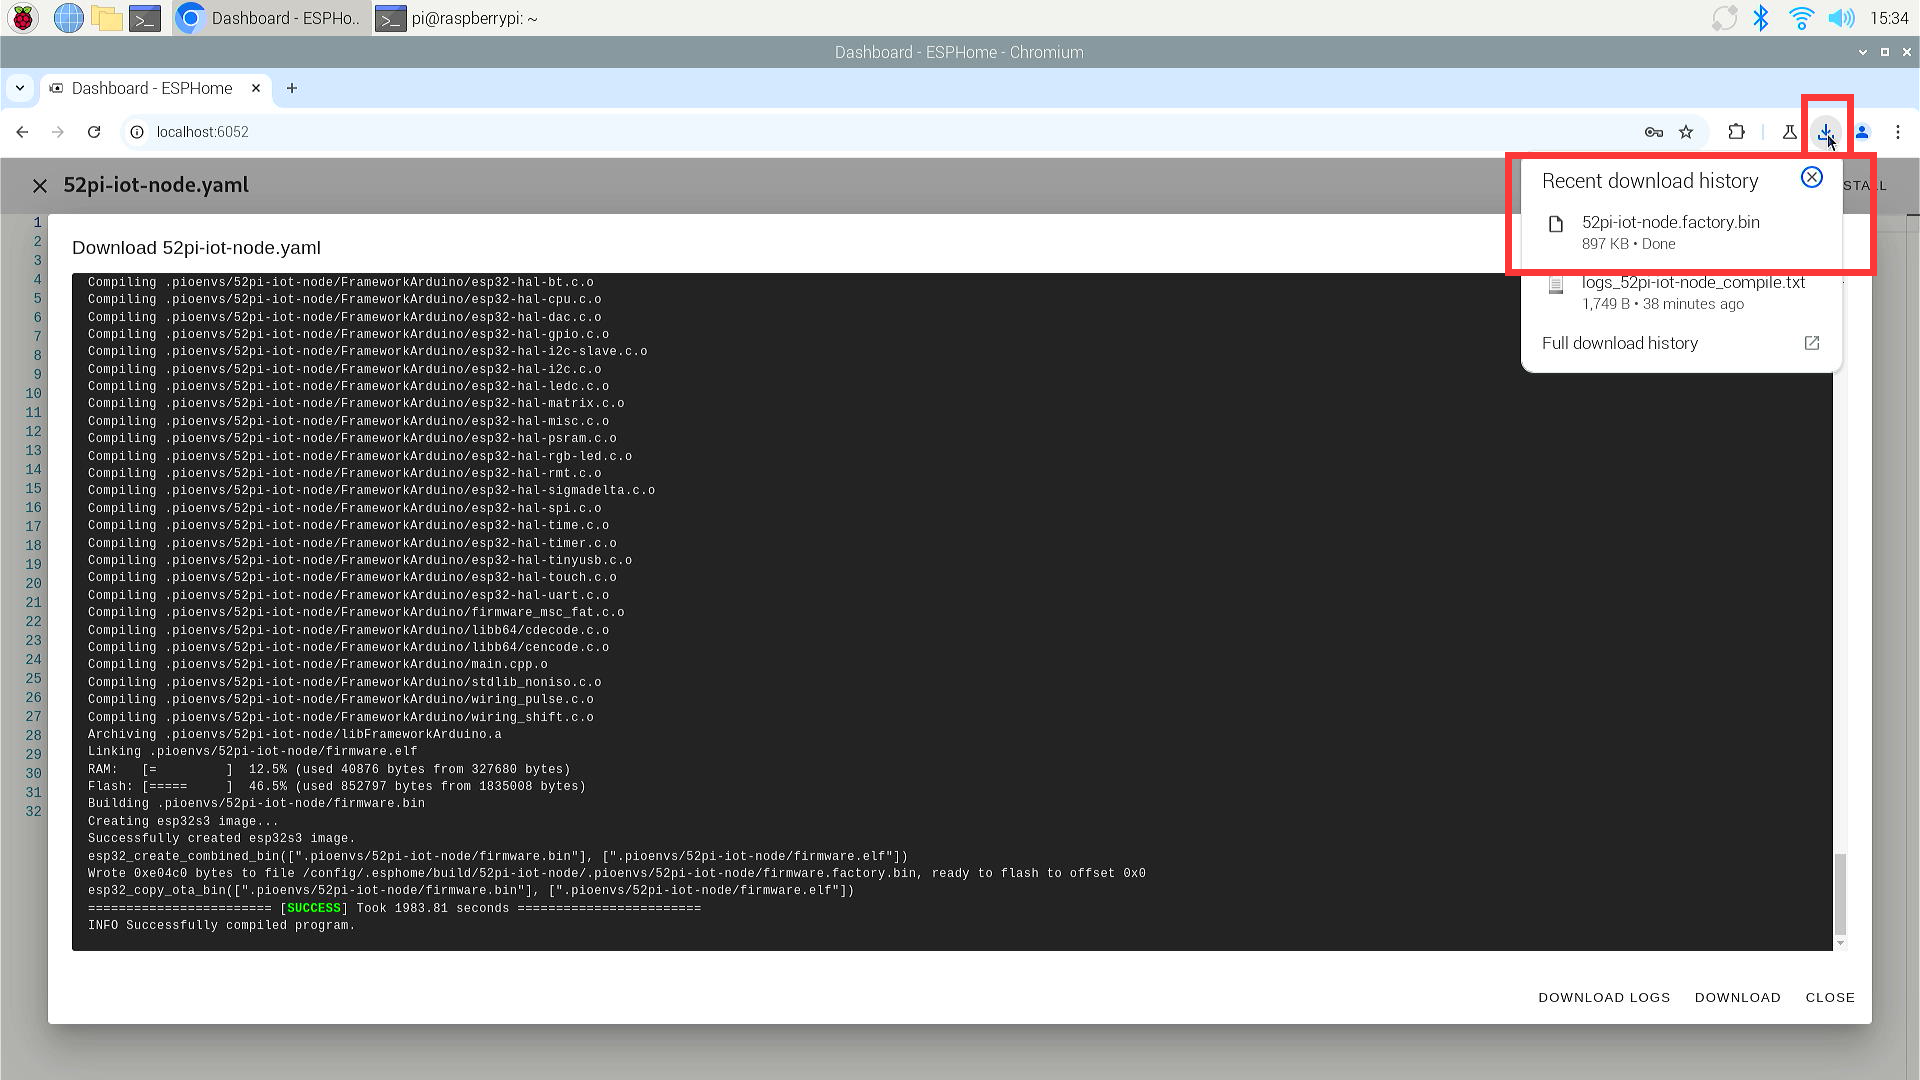 Dashboard - ESPHo..
pi@raspberrypi: ~
15:34
Dashboard - ESPHome - Chromium
Dashboard - ESPHome
localhost:6052
52pi-iot-node.yaml
STALL
Recent download history
52pi-iot-node.factory.bin
897 KB • Done
logs_52pi-iot-node_compile.txt
1,749 B • 38 minutes ago
Full download history
1
2
3
4
5
6
7
8
9
10
11
12
13
14
15
16
17
18
19
20
21
22
23
24
25
26
27
28
29
30
31
32
Download 52pi-iot-node.yaml
Compiling .pioenvs/52pi-iot-node/FrameworkArduino/esp32-hal-bt.c.o
Compiling .pioenvs/52pi-iot-node/FrameworkArduino/esp32-hal-cpu.c.o
Compiling .pioenvs/52pi-iot-node/FrameworkArduino/esp32-hal-dac.c.o
Compiling .pioenvs/52pi-iot-node/FrameworkArduino/esp32-hal-gpio.c.o
Compiling .pioenvs/52pi-iot-node/FrameworkArduino/esp32-hal-i2c-slave.c.o
Compiling .pioenvs/52pi-iot-node/FrameworkArduino/esp32-hal-i2c.c.o
Compiling .pioenvs/52pi-iot-node/FrameworkArduino/esp32-hal-ledc.c.o
Compiling .pioenvs/52pi-iot-node/FrameworkArduino/esp32-hal-matrix.c.o
Compiling .pioenvs/52pi-iot-node/FrameworkArduino/esp32-hal-misc.c.o
Compiling .pioenvs/52pi-iot-node/FrameworkArduino/esp32-hal-psram.c.o
Compiling .pioenvs/52pi-iot-node/FrameworkArduino/esp32-hal-rgb-led.c.o
Compiling .pioenvs/52pi-iot-node/FrameworkArduino/esp32-hal-rmt.c.o
Compiling .pioenvs/52pi-iot-node/FrameworkArduino/esp32-hal-sigmadelta.c.o
Compiling .pioenvs/52pi-iot-node/FrameworkArduino/esp32-hal-spi.c.o
Compiling .pioenvs/52pi-iot-node/FrameworkArduino/esp32-hal-time.c.o
Compiling .pioenvs/52pi-iot-node/FrameworkArduino/esp32-hal-timer.c.o
Compiling .pioenvs/52pi-iot-node/FrameworkArduino/esp32-hal-tinyusb.c.o
Compiling .pioenvs/52pi-iot-node/FrameworkArduino/esp32-hal-touch.c.o
Compiling .pioenvs/52pi-iot-node/FrameworkArduino/esp32-hal-uart.c.o
Compiling .pioenvs/52pi-iot-node/FrameworkArduino/firmware_msc_fat.c.o
Compiling .pioenvs/52pi-iot-node/FrameworkArduino/libb64/cdecode.c.o
Compiling .pioenvs/52pi-iot-node/FrameworkArduino/libb64/cencode.c.o
Compiling .pioenvs/52pi-iot-node/FrameworkArduino/main.cpp.o
Compiling .pioenvs/52pi-iot-node/FrameworkArduino/stdlib_noniso.c.o
Compiling .pioenvs/52pi-iot-node/FrameworkArduino/wiring_pulse.c.o
Compiling .pioenvs/52pi-iot-node/FrameworkArduino/wiring_shift.c.o
Archiving .pioenvs/52pi-iot-node/libFrameworkArduino.a
Linking .pioenvs/52pi-iot-node/firmware.elf
RAM:   [=         ]  12.5% (used 40876 bytes from 327680 bytes)
Flash: [=====     ]  46.5% (used 852797 bytes from 1835008 bytes)
Building .pioenvs/52pi-iot-node/firmware.bin
Creating esp32s3 image...
Successfully created esp32s3 image.
esp32_create_combined_bin([".pioenvs/52pi-iot-node/firmware.bin"], [".pioenvs/52pi-iot-node/firmware.elf"])
Wrote 0xe04c0 bytes to file /config/.esphome/build/52pi-iot-node/.pioenvs/52pi-iot-node/firmware.factory.bin, ready to flash to offset 0x0
esp32_copy_ota_bin([".pioenvs/52pi-iot-node/firmware.bin"], [".pioenvs/52pi-iot-node/firmware.elf"])
======================== [SUCCESS] Took 1983.81 seconds ========================
INFO Successfully compiled program.
DOWNLOAD LOGS
DOWNLOAD
CLOSE